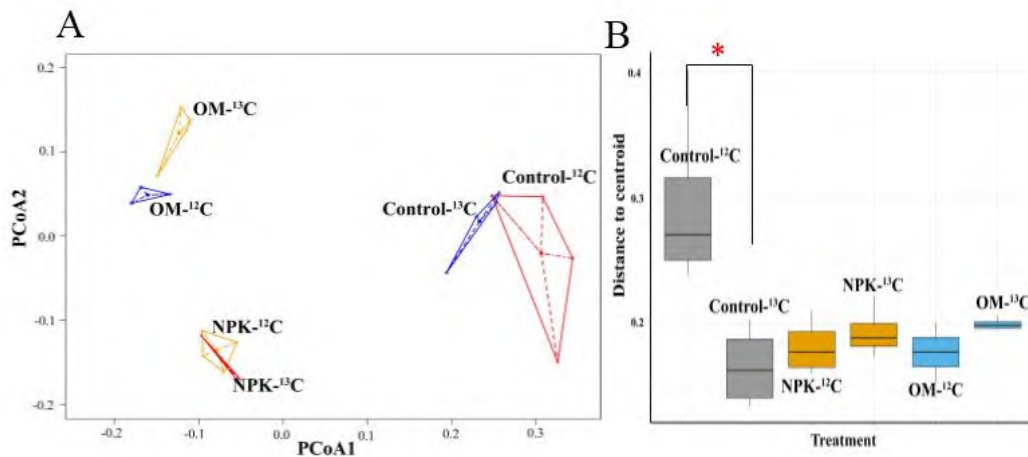 A
0.2
0.1
0.0
-0.1
-0.2
PCoA2
OM-¹³C
OM-¹²C
Control-¹²C
Control-¹³C
NPK-¹²C
NPK-¹³C
-0.2
-0.1
0.0
0.1
0.2
0.3
PCoA1
B
*
0.4
0.3
0.2
Distance to centroid
Control-¹²C
Control-¹³C
NPK-¹³C
OM-¹³C
NPK-¹²C
OM-¹²C
Treatment